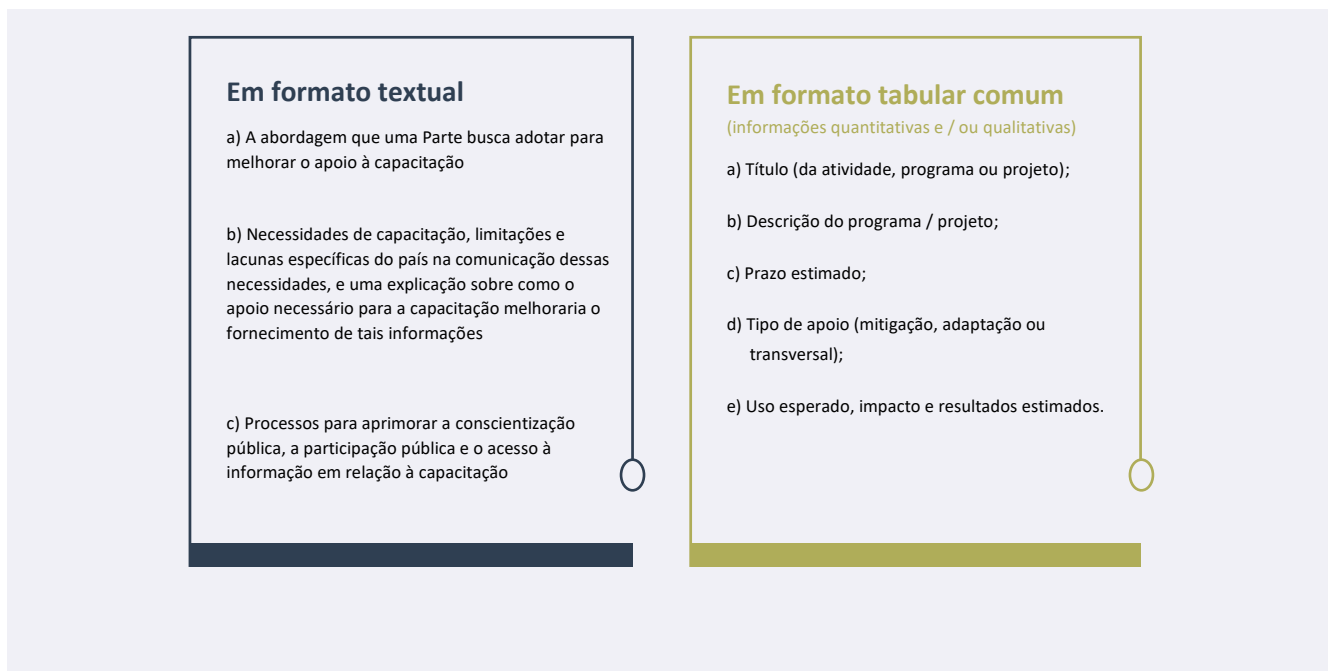 Em formato textual
a) A abordagem que uma Parte busca adotar para
melhorar o apoio à capacitação
b) Necessidades de capacitação, limitações e
lacunas específicas do país na comunicação dessas
necessidades, e uma explicação sobre como o
apoio necessário para a capacitação melhoraria o
fornecimento de tais informações
c) Processos para aprimorar a conscientização
pública, a participação pública e o acesso à
informação em relação à capacitação
Em formato tabular comum
(informações quantitativas e / ou qualitativas)
a) Título (da atividade, programa ou projeto);
b) Descrição do programa / projeto;
c) Prazo estimado;
d) Tipo de apoio (mitigação, adaptação ou
transversal);
e) Uso esperado, impacto e resultados estimados.